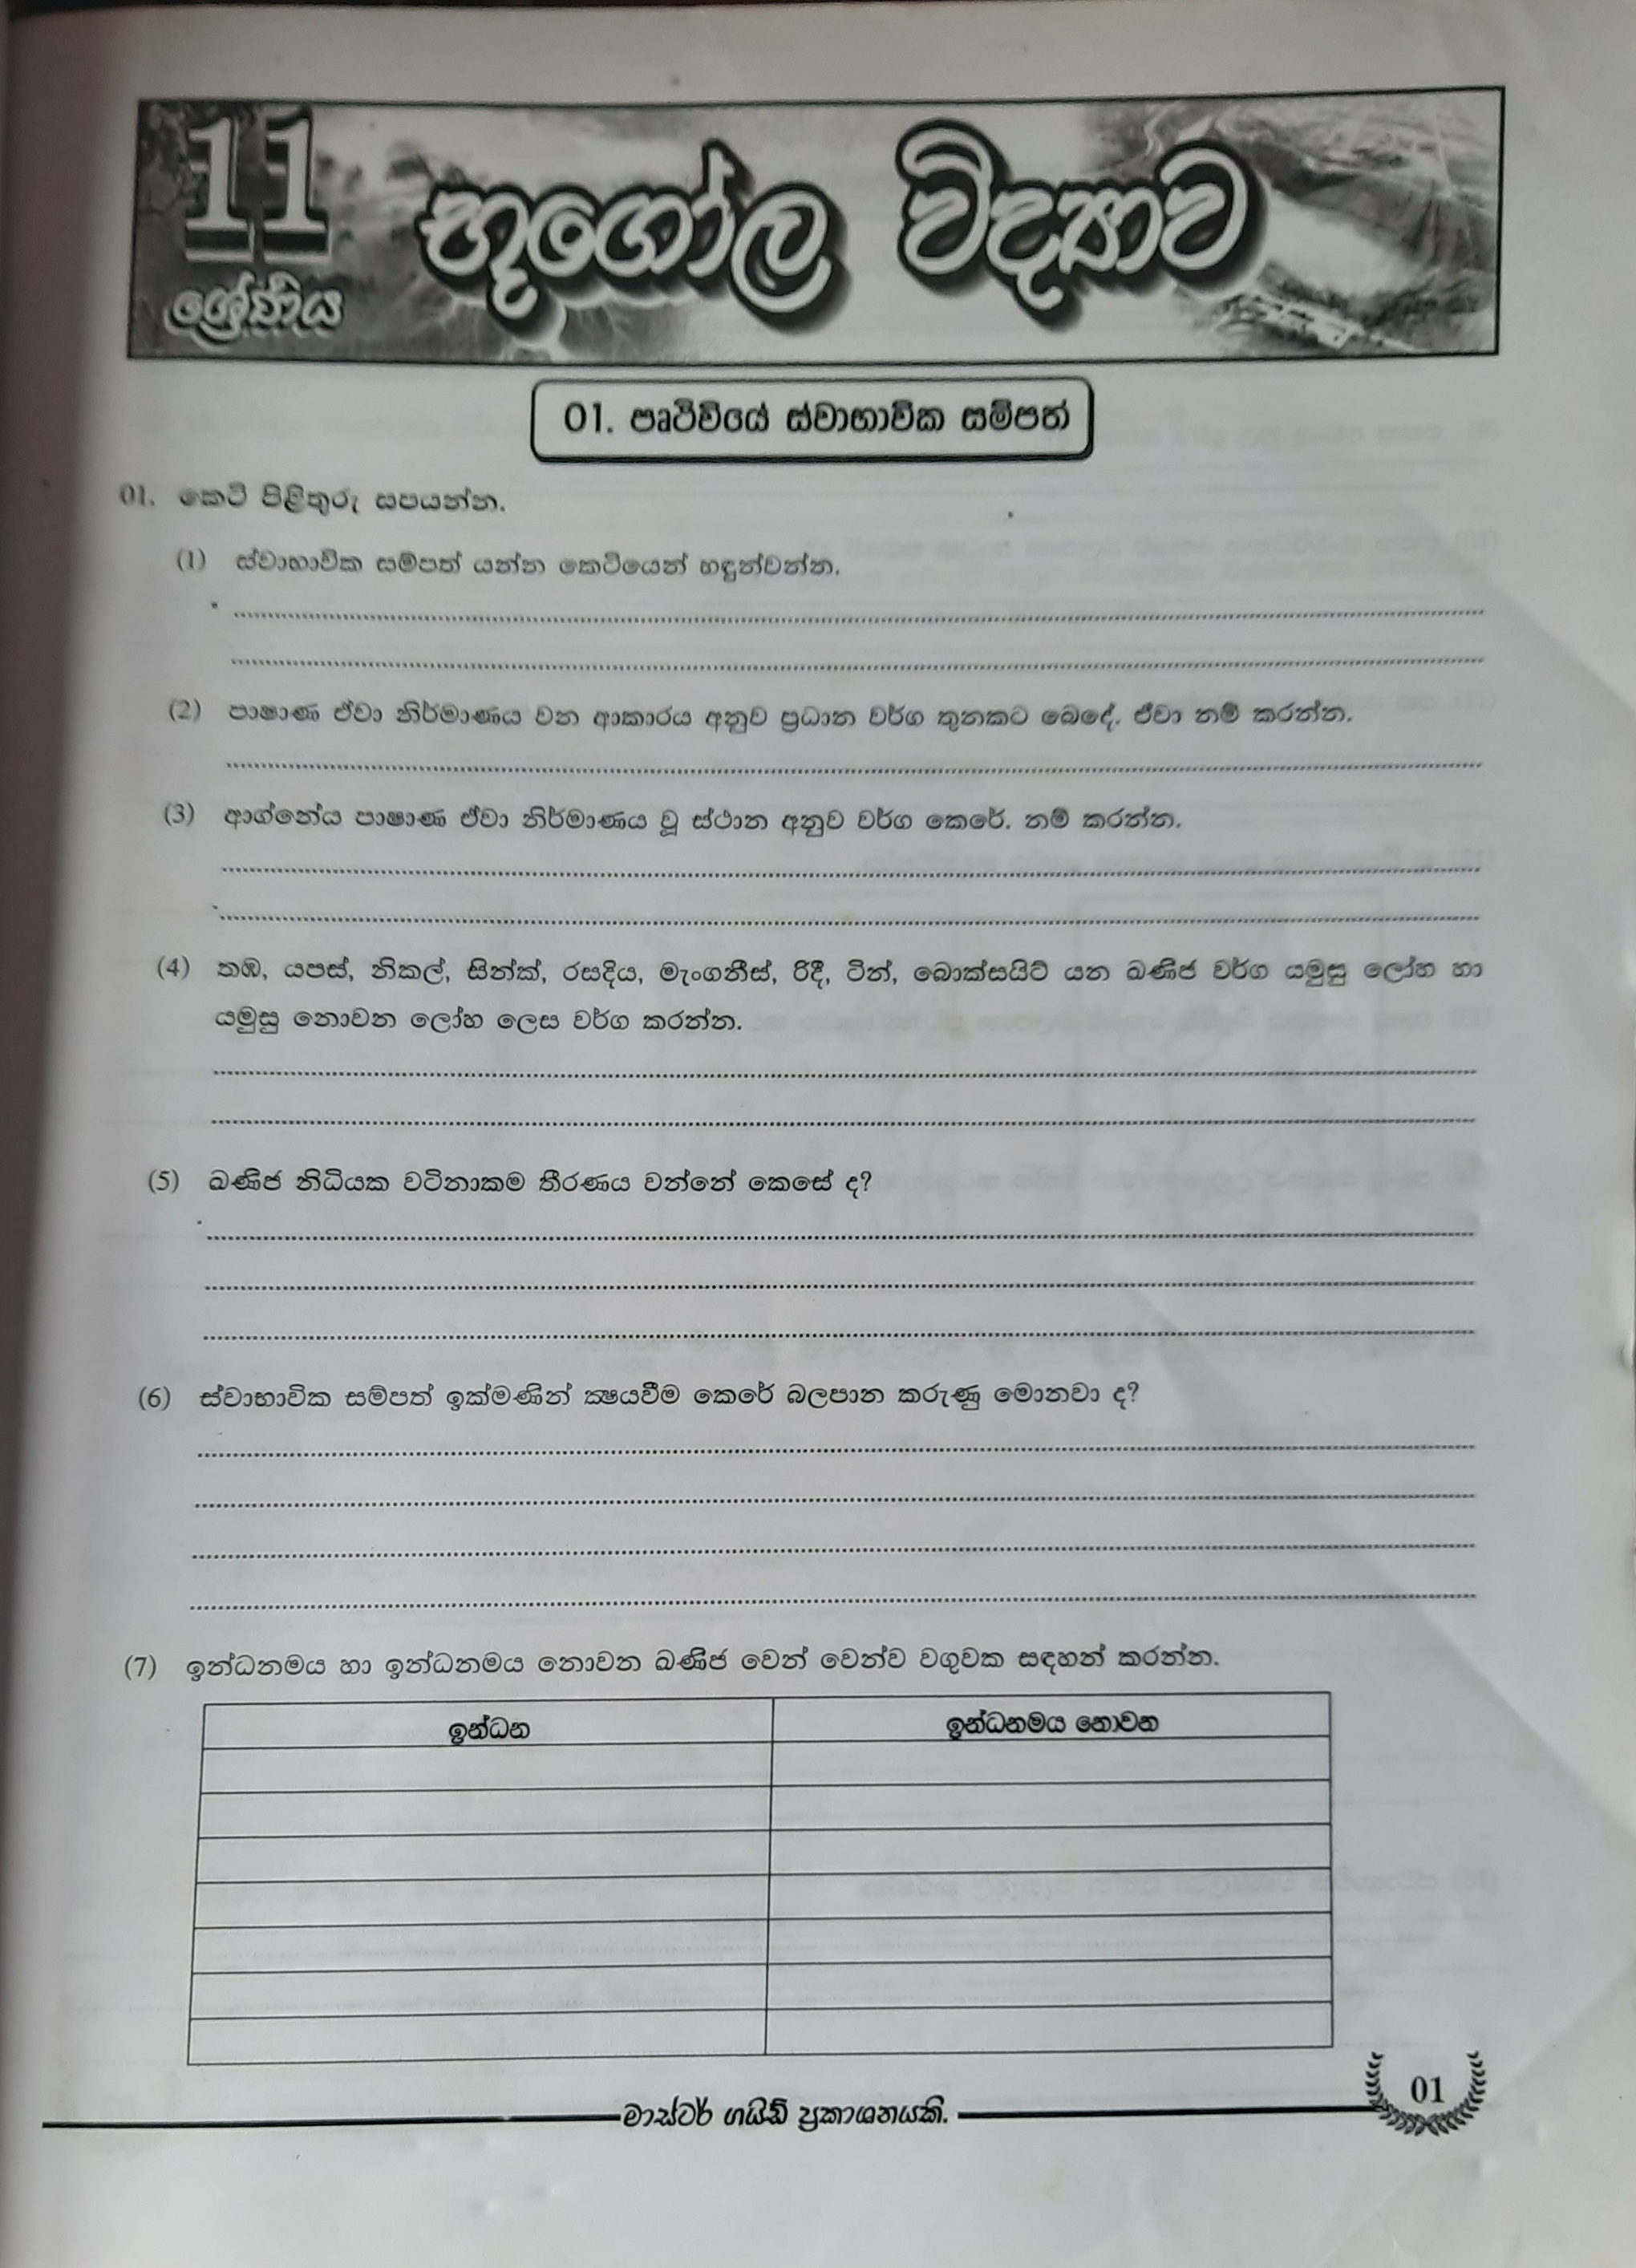 11
ශ්‍රේණිය
භූගෝල විද්‍යාව
01. පෘථිවියේ ස්වාභාවික සම්පත්
01. කෙටි පිළිතුරු සපයන්න.
(1) ස්වාභාවික සම්පත් යන්න කෙටියෙන් හඳුන්වන්න.
(2) පාෂාණ ඒවා නිර්මාණය වන ආකාරය අනුව ප්‍රධාන වර්ග තුනකට බෙදේ. ඒවා නම් කරන්න.
(3) ආග්නේය පාෂාණ ඒවා නිර්මාණය වූ ස්ථාන අනුව වර්ග කෙරේ. නම් කරන්න.
(4) තඹ, යපස්, නිකල්, සින්ක්, රසදිය, මැංගනීස්, රිදී, ටින්, බොක්සයිට් යන ඛණිජ වර්ග යමුසු ලෝහ හා
යමුසු නොවන ලෝහ ලෙස වර්ග කරන්න.
(5) ඛණිජ නිධියක වටිනාකම තීරණය වන්නේ කෙසේ ද?
(6) ස්වාභාවික සම්පත් ඉක්මණින් ක්‍ෂයවීම කෙරේ බලපාන කරුණු මොනවා ද?
(7) ඉන්ධනමය හා ඉන්ධනමය නොවන ඛණිජ වෙන් වෙන්ව වගුවක සඳහන් කරන්න.
ඉන්ධන ඉන්ධනමය නොවන
මාස්ටර් ගයිඩ් ප්‍රකාශනයකි.
01